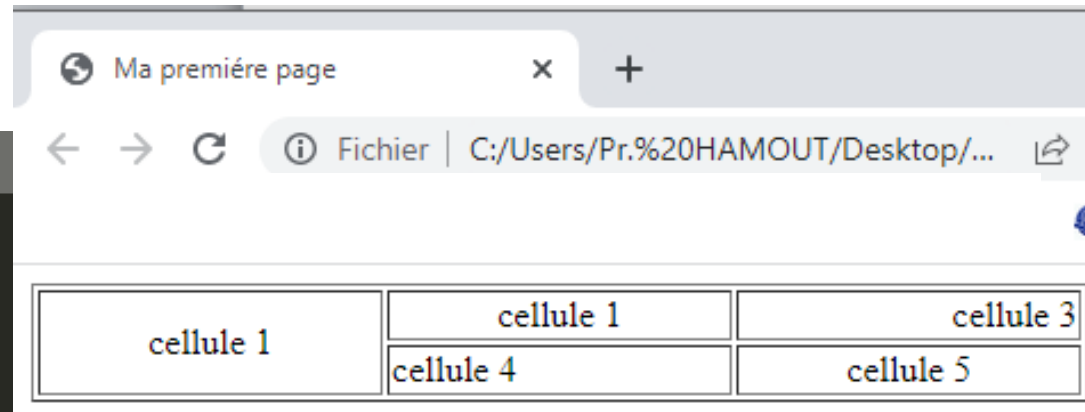 Ma premiére page
Fichier | C:/Users/Pr.%20HAMOUT/Desktop/...
cellule 1 cellule 1 cellule 3
cellule 4 cellule 5